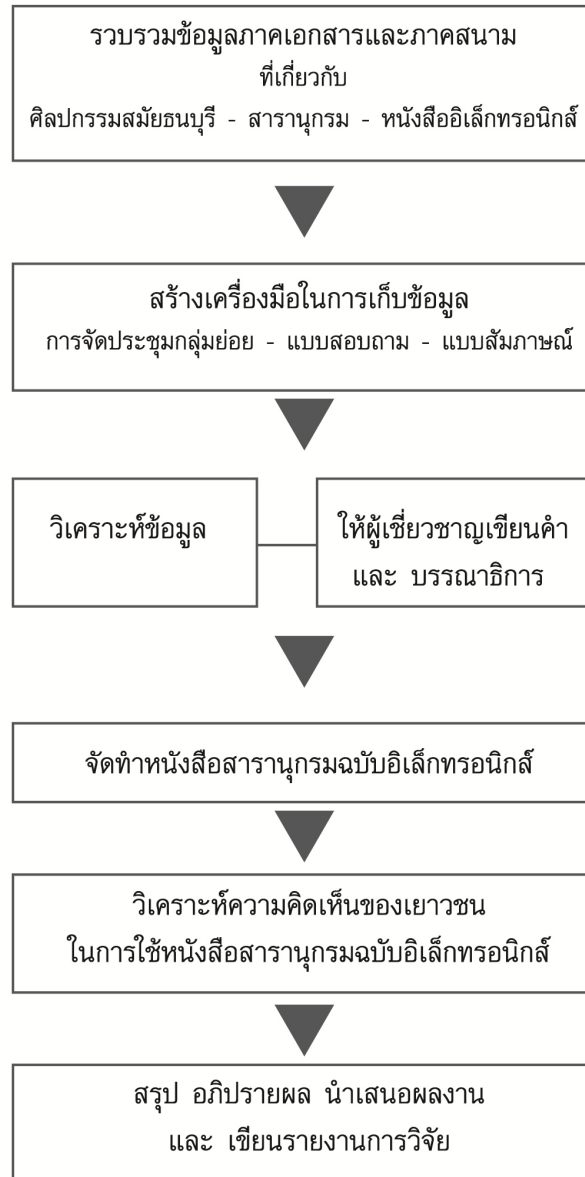 รวบรวมข้อมูลภาคเอกสารและภาคสนาม
ที่เกี่ยวกับ
ศิลปกรรมสมัยธนบุรี - สารานุกรม - หนังสืออิเล็กทรอนิกส์
สร้างเครื่องมือในการเก็บข้อมูล
การจัดประชุมกลุ่มย่อย - แบบสอบถาม - แบบสัมภาษณ์
วิเคราะห์ข้อมูล
ให้ผู้เชี่ยวชาญเขียนคำ
และ บรรณาธิการ
จัดทำหนังสือสารานุกรมฉบับอิเล็กทรอนิกส์
วิเคราะห์ความคิดเห็นของเยาวชน
ในการใช้หนังสือสารานุกรมฉบับอิเล็กทรอนิกส์
สรุป อภิปรายผล นำเสนอผลงาน
และ เขียนรายงานการวิจัย